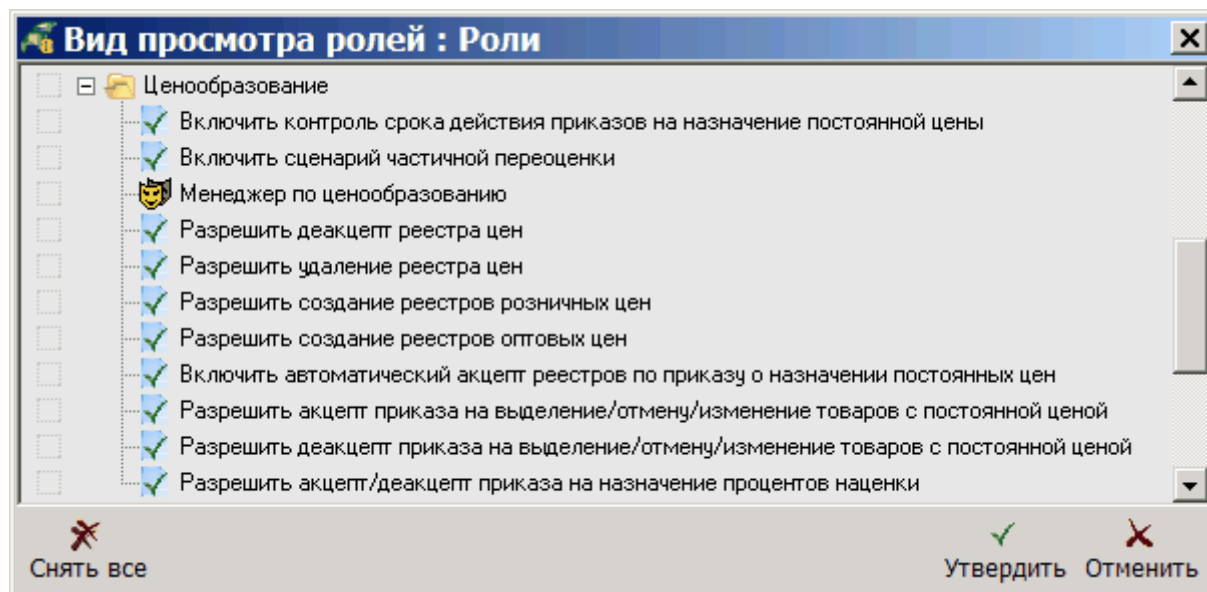 Вид просмотра ролей : Роли
Ценообразование
Включить контроль срока действия приказов на назначение постоянной цены
Включить сценарий частичной переоценки
Менеджер по ценообразованию
Разрешить деакцепт реестра цен
Разрешить удаление реестра цен
Разрешить создание реестров розничных цен
Разрешить создание реестров оптовых цен
Включить автоматический акцепт реестров по приказу о назначении постоянных цен
Разрешить акцепт приказа на выделение/отмену/изменение товаров с постоянной ценой
Разрешить деакцепт приказа на выделение/отмену/изменение товаров с постоянной ценой
Разрешить акцепт/деакцепт приказа на назначение процентов наценки
Снять все
Утвердить Отменить